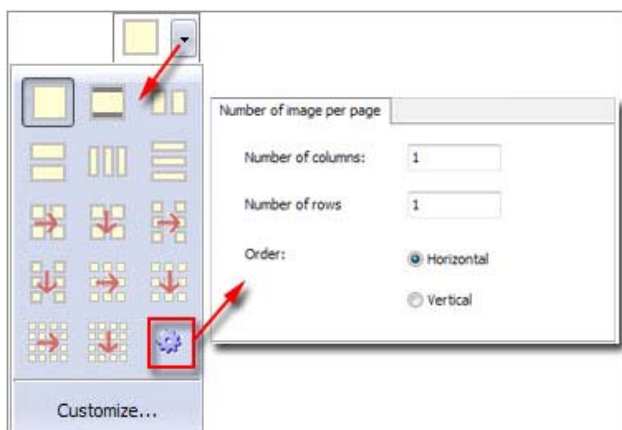 Number of image per page
Number of columns: 1
Number of rows 1
Order: Horizontal
Vertical
Customize...